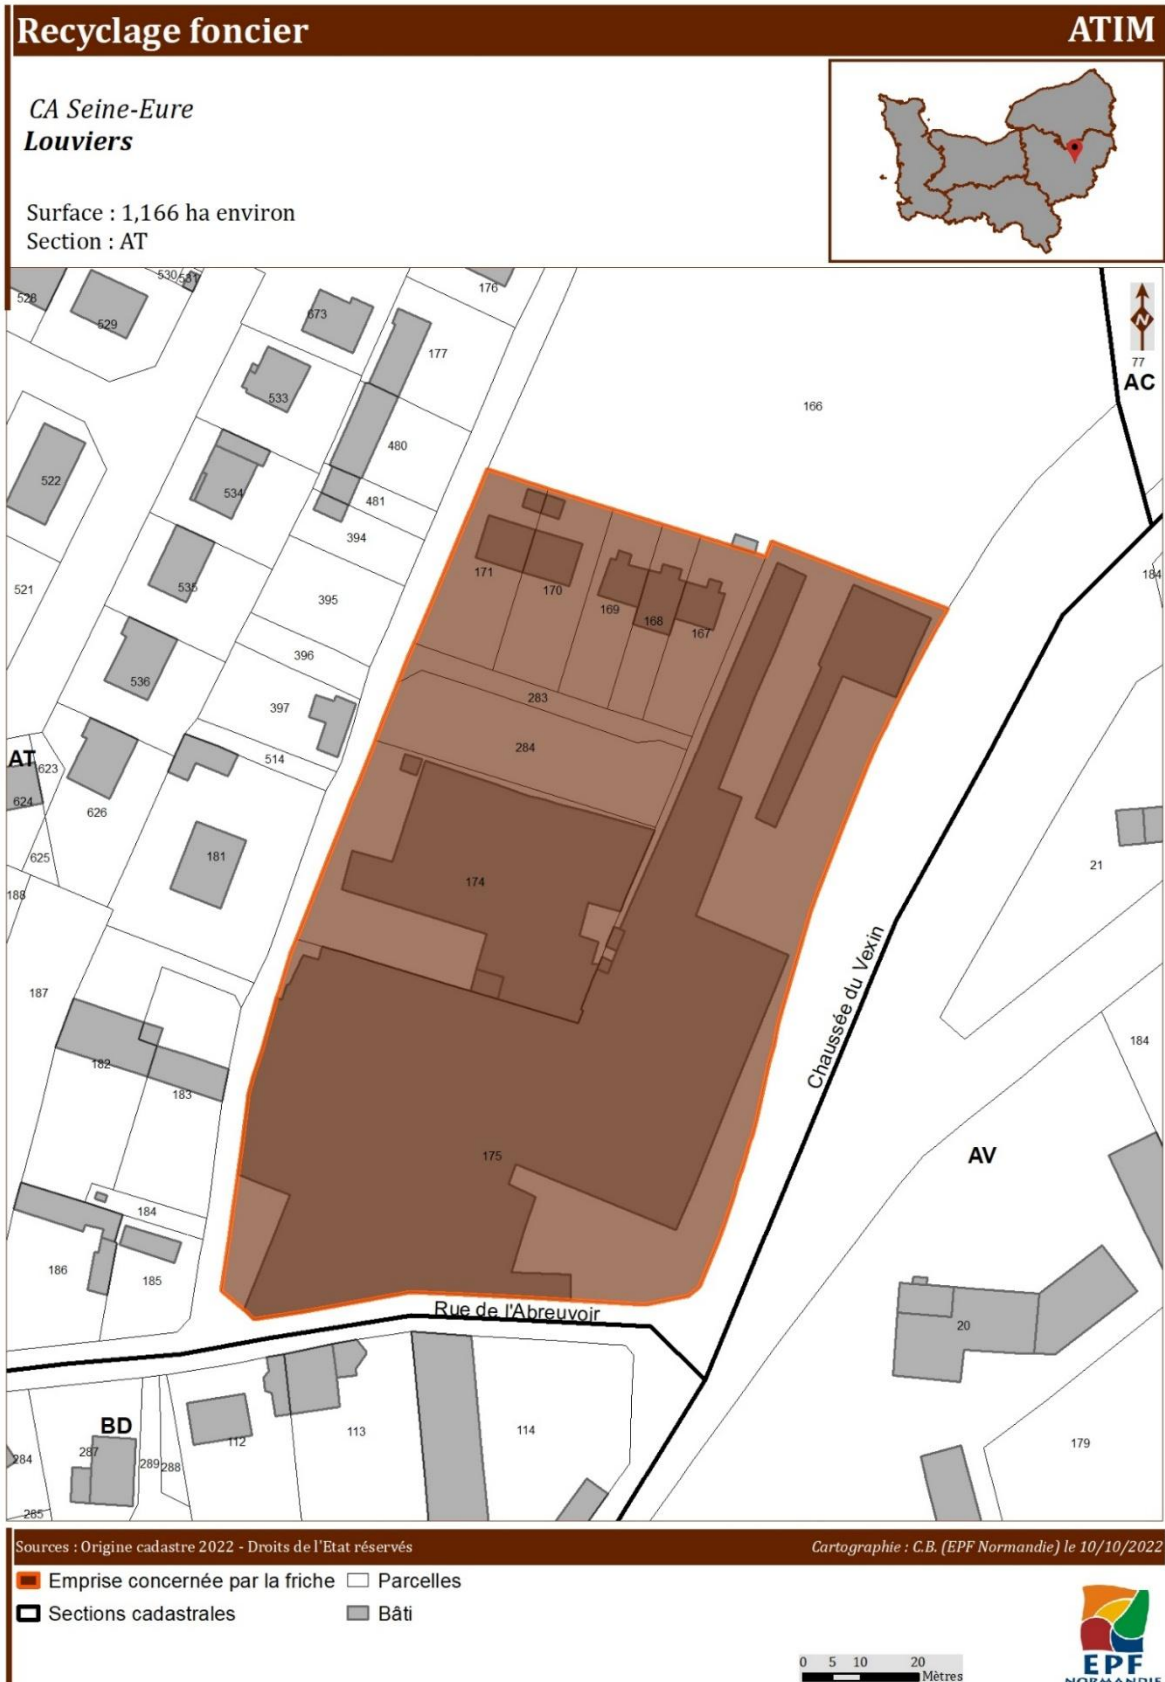 Recyclage foncier ATIM
CA Seine-Eure
Louviers
Surface : 1,166 ha environ
Section : AT
530 531 176
528
529
673
177
77
AC
533
166
480
522
534
481
394
521
535
395
171
170
169
168
167
184
396
536
397
283
284
514
AT
623
624
626
625
181
174
21
188
187
Chaussée du Vexin
184
182
183
175
AV
184
186
185
Rue de l'Abreuvoir
20
BD
112
113
114
179
284
287
289
288
285
Sources : Origine cadastre 2022 - Droits de l'Etat réservés Cartographie : C.B. (EPF Normandie) le 10/10/2022
Emprise concernée par la friche Parcelles
Sections cadastrales Bâti
0 5 10 20
Mètres
EPF
NORMANDIE